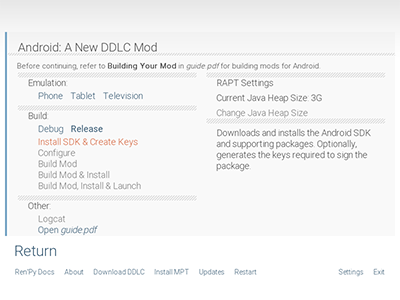 Android: A New DDLC Mod
Before continuing, refer to Building Your Mod in guide.pdf for building mods for Android.
Emulation:
Phone Tablet Television
Build:
Debug Release
Install SDK & Create Keys
Configure
Build Mod
Build Mod & Install
Build Mod, Install & Launch
Other:
Logcat
Open guide.pdf
RAPT Settings
Current Java Heap Size: 3G
Change Java Heap Size
Downloads and installs the Android SDK
and supporting packages. Optionally,
generates the keys required to sign the
package.
Return
Ren'Py Docs About Download DDLC Install MPT Updates Restart Settings Exit